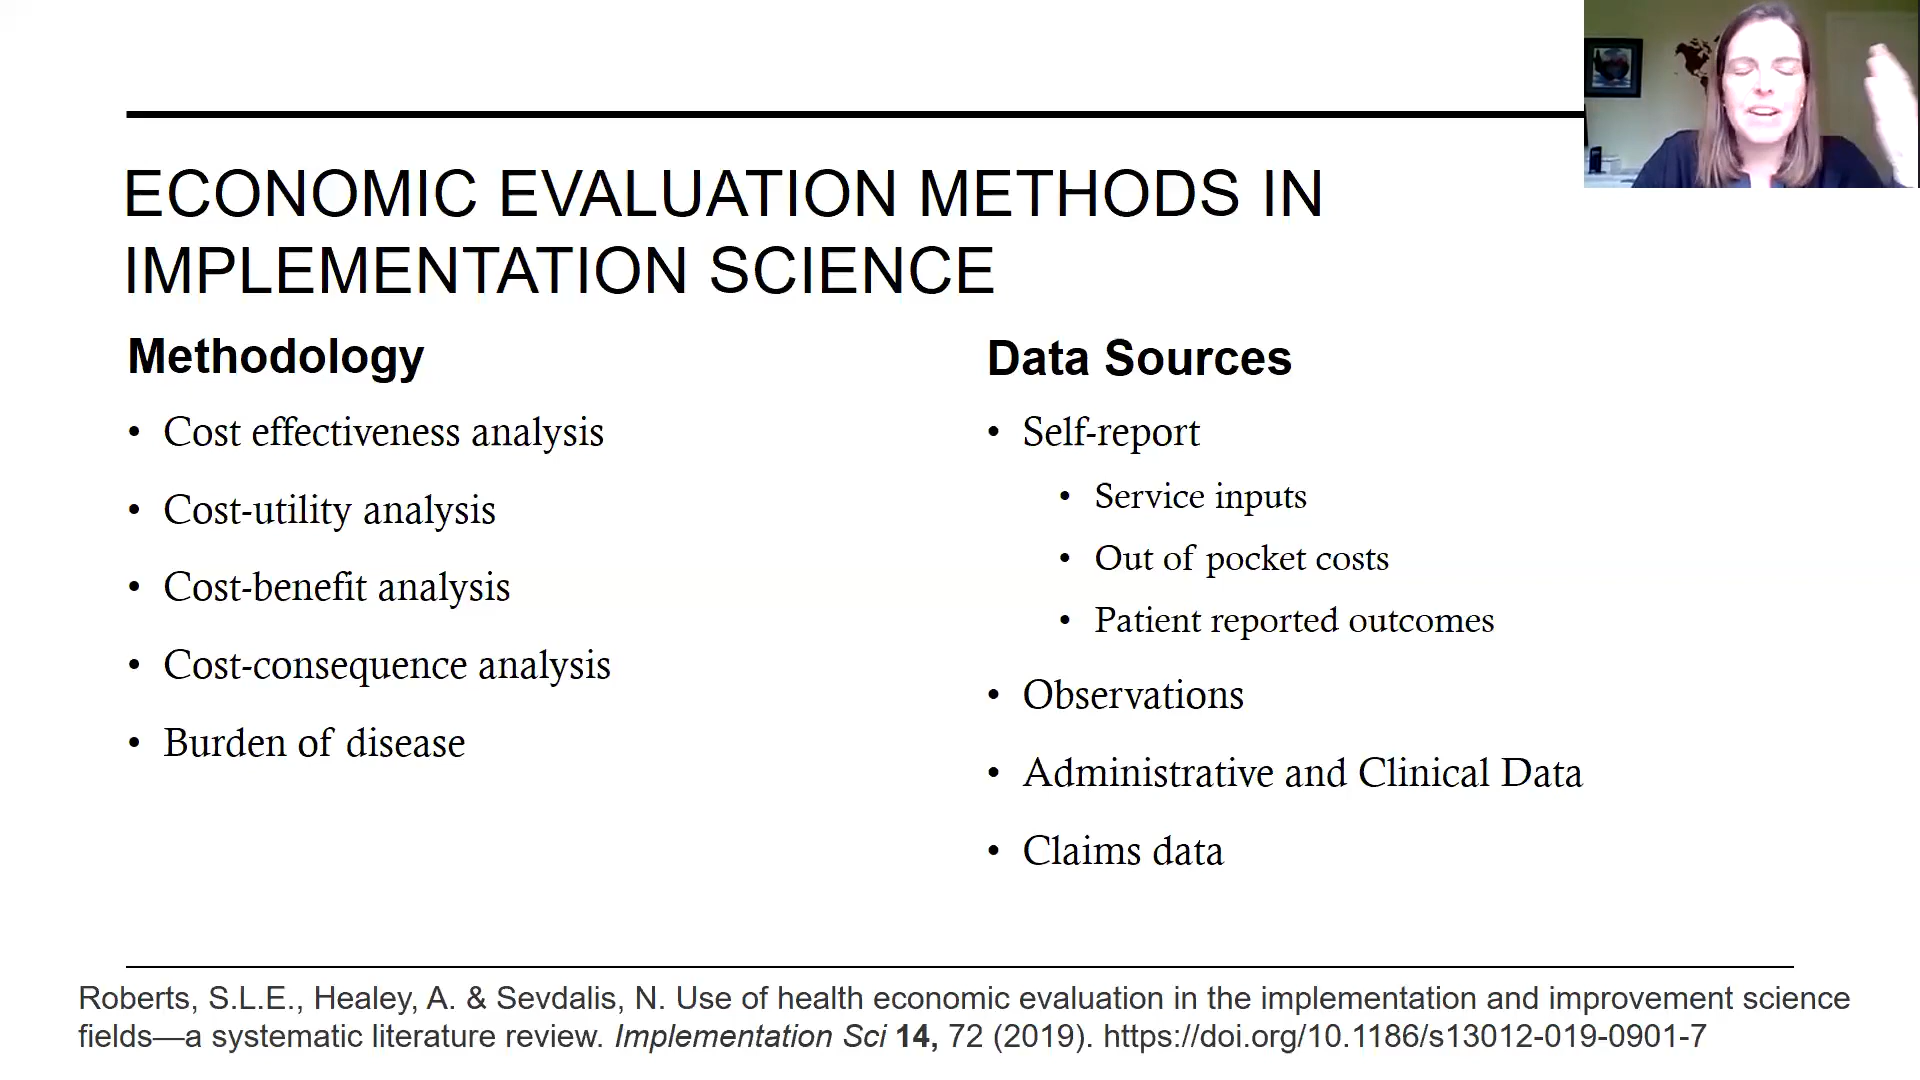 ECONOMIC EVALUATION METHODS IN
IMPLEMENTATION SCIENCE
Methodology
• Cost effectiveness analysis
• Cost-utility analysis
• Cost-benefit analysis
• Cost-consequence analysis
• Burden of disease
Data Sources
• Self-report
• Service inputs
• Out of pocket costs
• Patient reported outcomes
• Observations
• Administrative and Clinical Data
• Claims data
Roberts, S.L.E., Healey, A. & Sevdalis, N. Use of health economic evaluation in the implementation and improvement science
fields—a systematic literature review. Implementation Sci 14, 72 (2019). https://doi.org/10.1186/s13012-019-0901-7